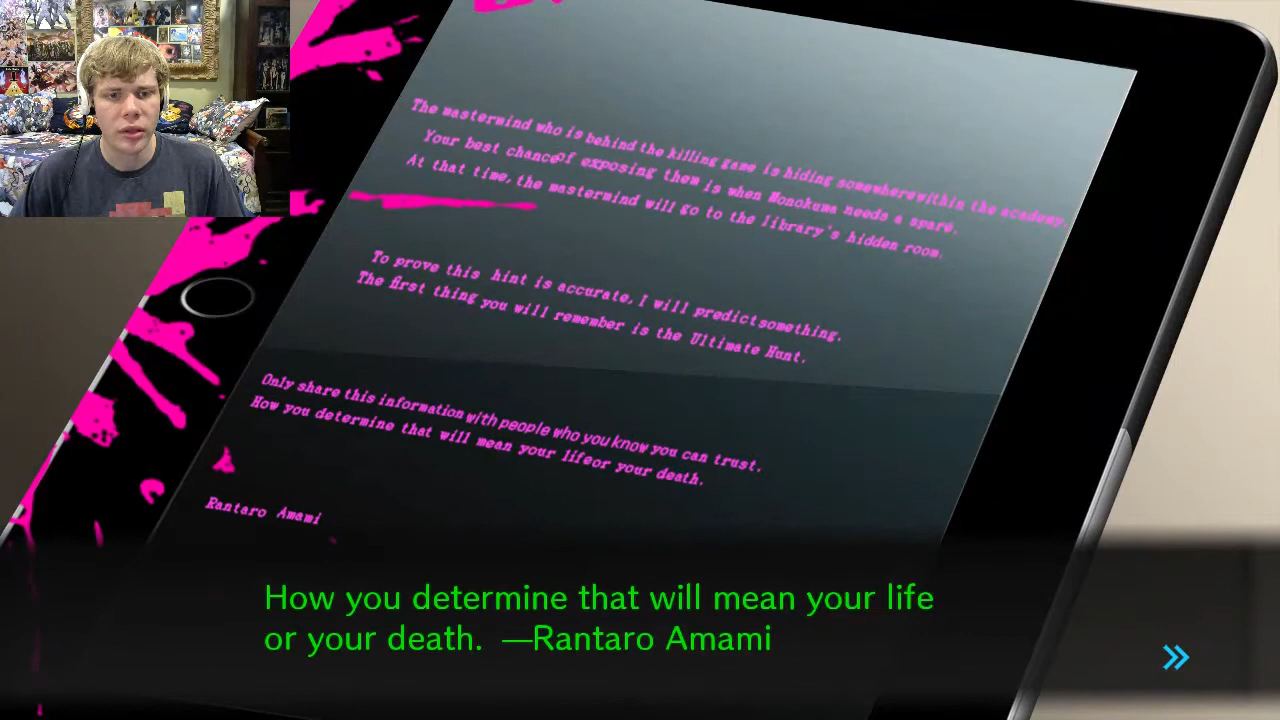 The mastermind who is behind the killing game is hiding somewhere within the academy.
Your best chance of exposing them is when Monokuma needs a spare.
At that time, the mastermind will go to the library's hidden room.
To prove this hint is accurate, I will predict something.
The first thing you will remember is the Ultimate Hunt.
Only share this information with people who you know you can trust.
How you determine that will mean your life or your death.
Rantaro Amami
How you determine that will mean your life
or your death. —Rantaro Amami